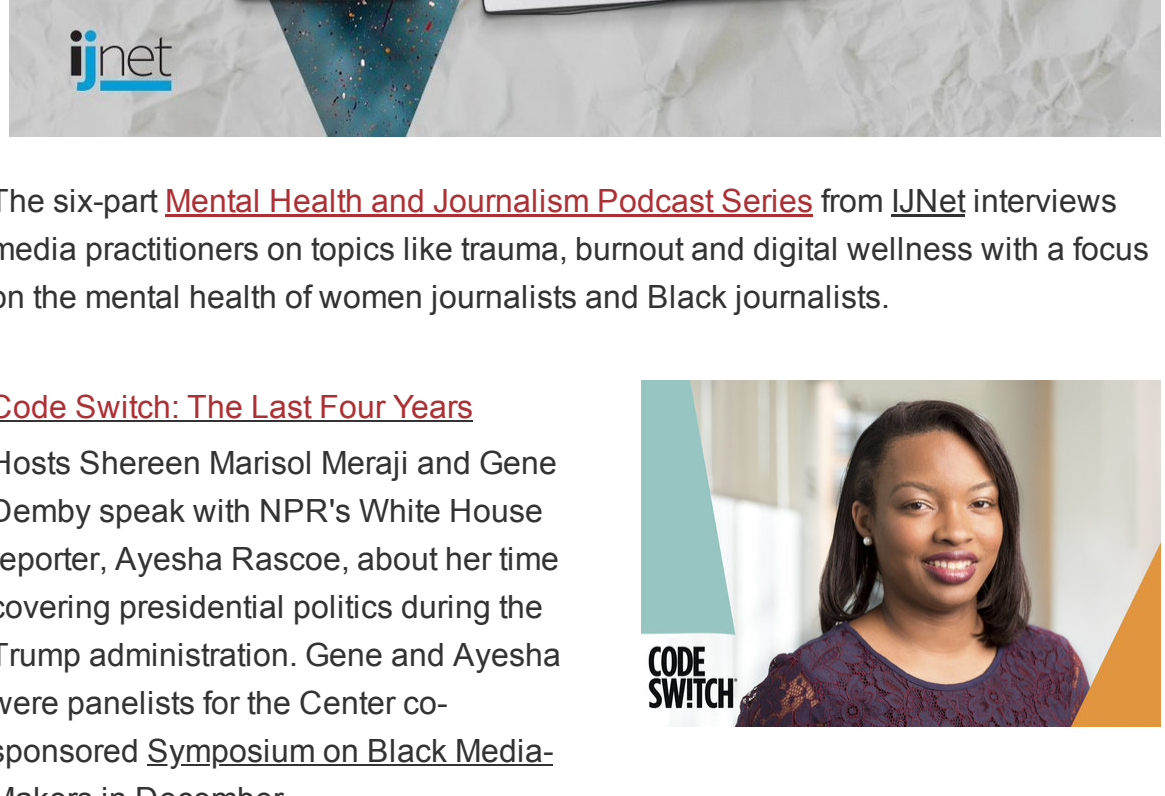 ijnet
The six-part Mental Health and Journalism Podcast Series from IJNet interviews
media practitioners on topics like trauma, burnout and digital wellness with a focus
on the mental health of women journalists and Black journalists.
Code Switch: The Last Four Years
Hosts Shereen Marisol Meraji and Gene
Demby speak with NPR's White House
reporter, Ayesha Rascoe, about her time
covering presidential politics during the
Trump administration. Gene and Ayesha
were panelists for the Center co-
sponsored Symposium on Black Media-
Makers in December.
CODE
SW!TCH